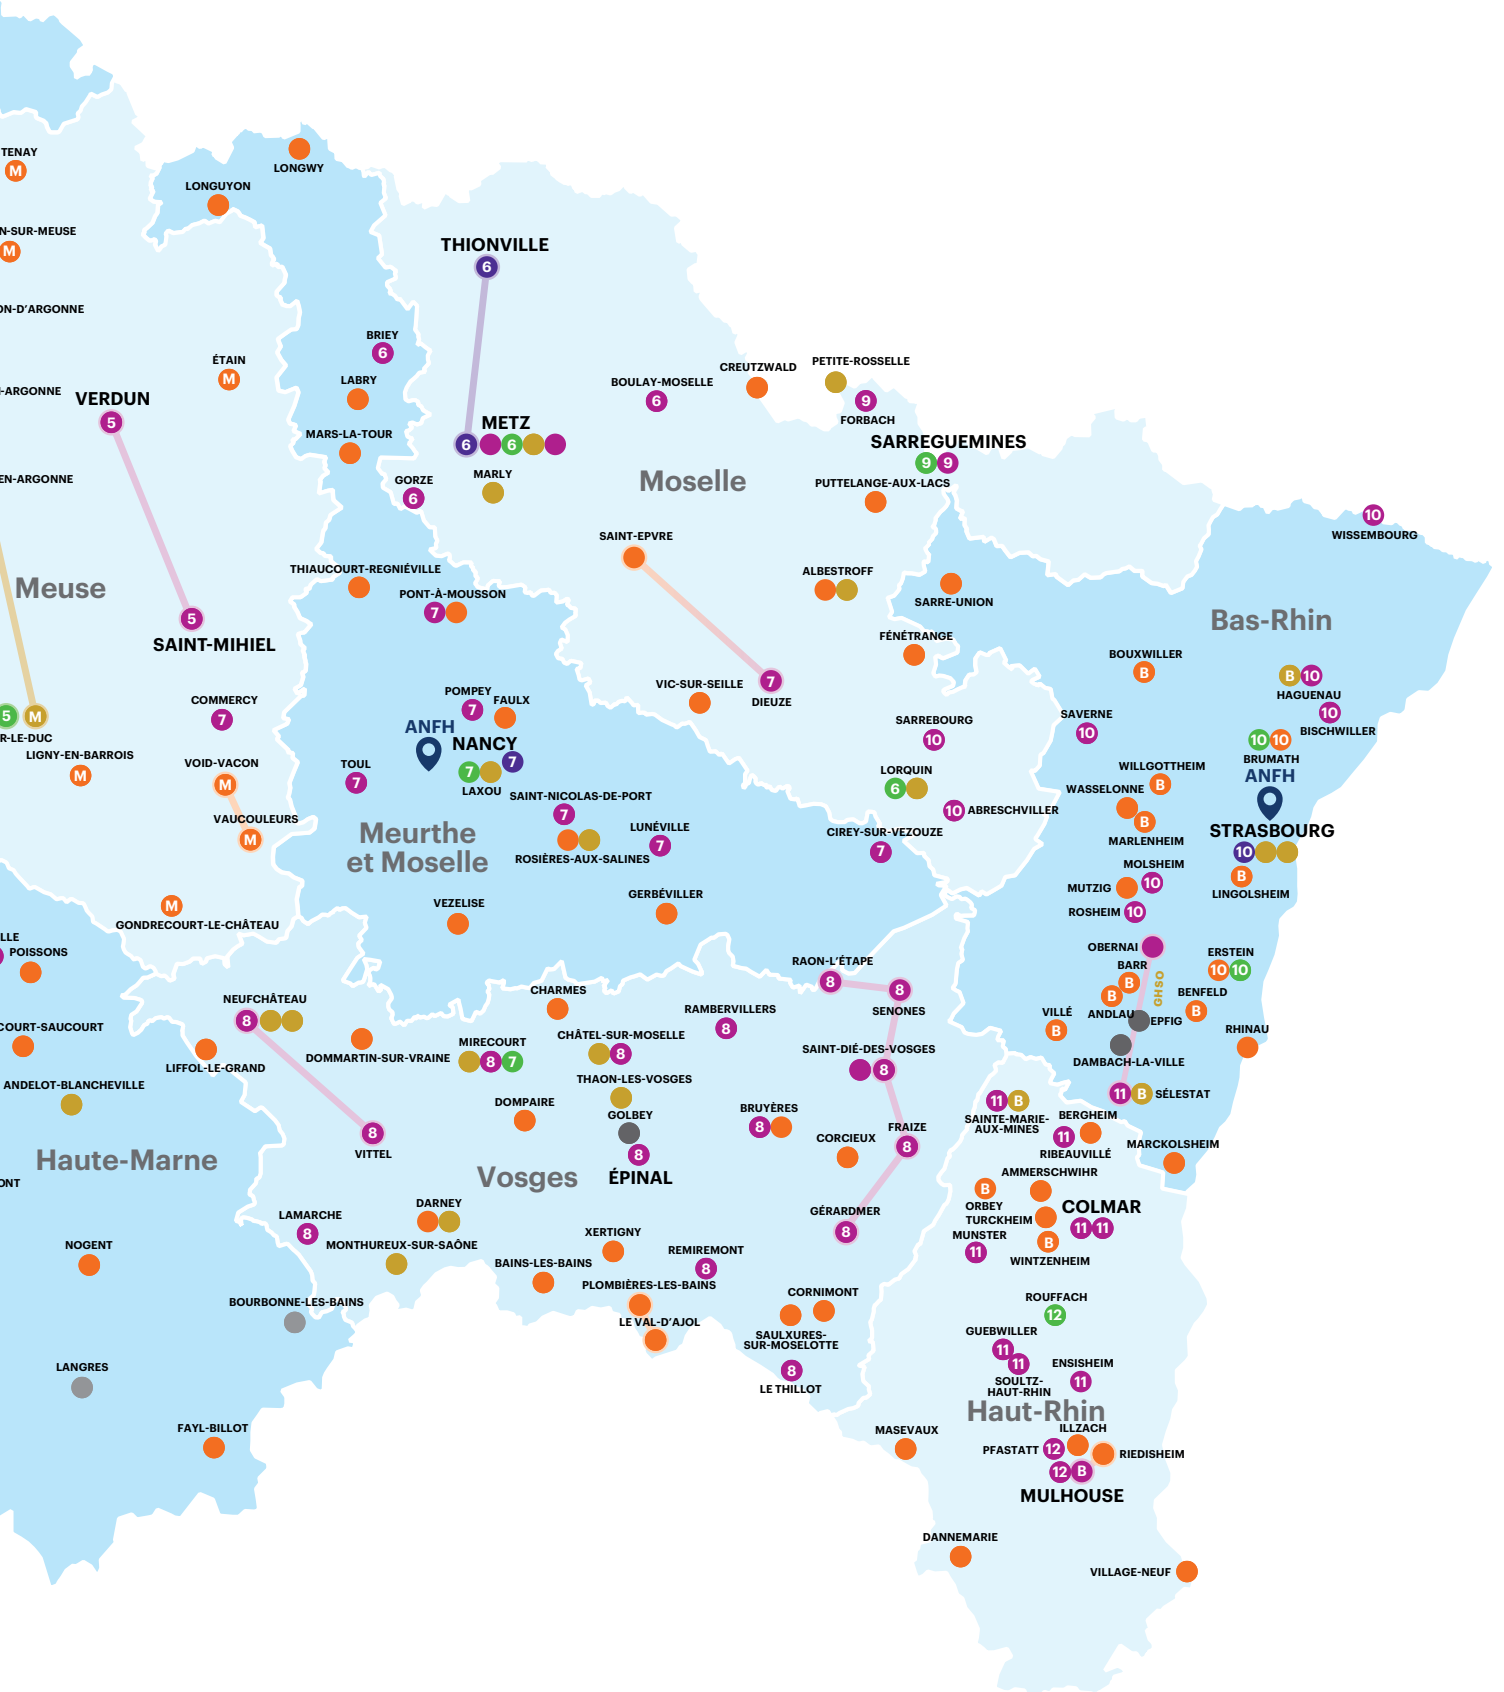 TENAY
M
LONGUYON
LONGWY
N-SUR-MEUSE
M
ON-D'ARGONNE
THIONVILLE
6
BRIEY
6
ÉTAIN
M
LABRY
-ARGONNE
VERDUN
5
MARS-LA-TOUR
METZ
6
6
MARLY
GORZE
6
BOULAY-MOSELLE
6
CREUTZWALD
PETITE-ROSSELLE
9
FORBACH
SARREGUEMINES
9
9
PUTTELANGE-AUX-LACS
Moselle
EN-ARGONNE
WISSEMBOURG
10
SAINT-EPVRE
ALBESTROFF
SARRE-UNION
Meuse
THIAUCOURT-REGNIÉVILLE
PONT-À-MOUSSON
7
5
SAINT-MIHIEL
Bas-Rhin
FÉNÉTRANGE
BOUXWILLER
B
VIC-SUR-SEILLE
7
DIEUZE
B
10
HAGUENAU
10
BISCHWILLER
COMMERCY
7
POMPEY
7
FAULX
ANFH
NANCY
7
7
LAXOU
5
M
R-LE-DUC
LIGNY-EN-BARROIS
M
VOID-VACON
M
VAUCOULEURS
M
TOUL
7
SARREBOURG
10
SAVERNE
10
10
10
BRUMATH
ANFH
STRASBOURG
10
B
LINGOLSHEIM
WILLGOTTHEIM
B
WASSELONNE
B
MARLENHEIM
LORQUIN
6
10
ABRESCHVILLER
SAINT-NICOLAS-DE-PORT
7
ROSIÈRES-AUX-SALINES
LUNÉVILLE
7
CIREY-SUR-VEZOUZE
7
Meurthe
et Moselle
MOLSHEIM
10
MUTZIG
ROSHEIM
10
GERBÉVILLER
VEZELISE
M
GONDRECOURT-LE-CHÂTEAU
LLE
POISSONS
OBERNAI
BARR
B
B
ANDLAU
GHSO
ERSTEIN
10
10
BENFELD
B
EPFIG
VILLÉ
B
RHINAU
DAMBACH-LA-VILLE
11
B
SÉLESTAT
RAON-L'ÉTAPE
8
8
SENONES
CHARMES
RAMBERVILLERS
8
NEUFCHÂTEAU
8
COURT-SAUCOURT
LIFFOL-LE-GRAND
DOMMARTIN-SUR-VRAINE
MIRECOURT
8
7
CHÂTEL-SUR-MOSELLE
8
SAINT-DIÉ-DES-VOSGES
8
THAON-LES-VOSGES
ANDELOT-BLANCHEVILLE
DOMPAIRE
GOLBEY
8
ÉPINAL
BRUYÈRES
8
FRAIZE
8
CORCIEUX
11
B
SAINTE-MARIE-
AUX-MINES
BERGHEIM
11
RIBEAUVILLÉ
MARCKOLSHEIM
8
VITTEL
Haute-Marne
ONT
Vosges
AMMERSCHWIHR
B
ORBEY
TURCKHEIM
COLMAR
11
11
MUNSTER
11
B
WINTZENHEIM
GÉRARDMER
8
DARNEY
LAMARCHE
8
MONTHUREUX-SUR-SAÔNE
XERTIGNY
NOGENT
BAINS-LES-BAINS
REMIREMONT
8
PLOMBIÈRES-LES-BAINS
CORNIMONT
BOURBONNE-LES-BAINS
LE VAL-D'AJOL
SAULXURES-
SUR-MOSELOTTE
ROUFFACH
12
GUEBWILLER
11
11
SOULTZ-
HAUT-RHIN
ENSISHEIM
11
LANGRES
8
LE THILLOT
Haut-Rhin
FAYL-BILLOT
MASEVAUX
ILLZACH
PFASTATT
12
RIEDISHEIM
12
B
MULHOUSE
DANNEMARIE
VILLAGE-NEUF